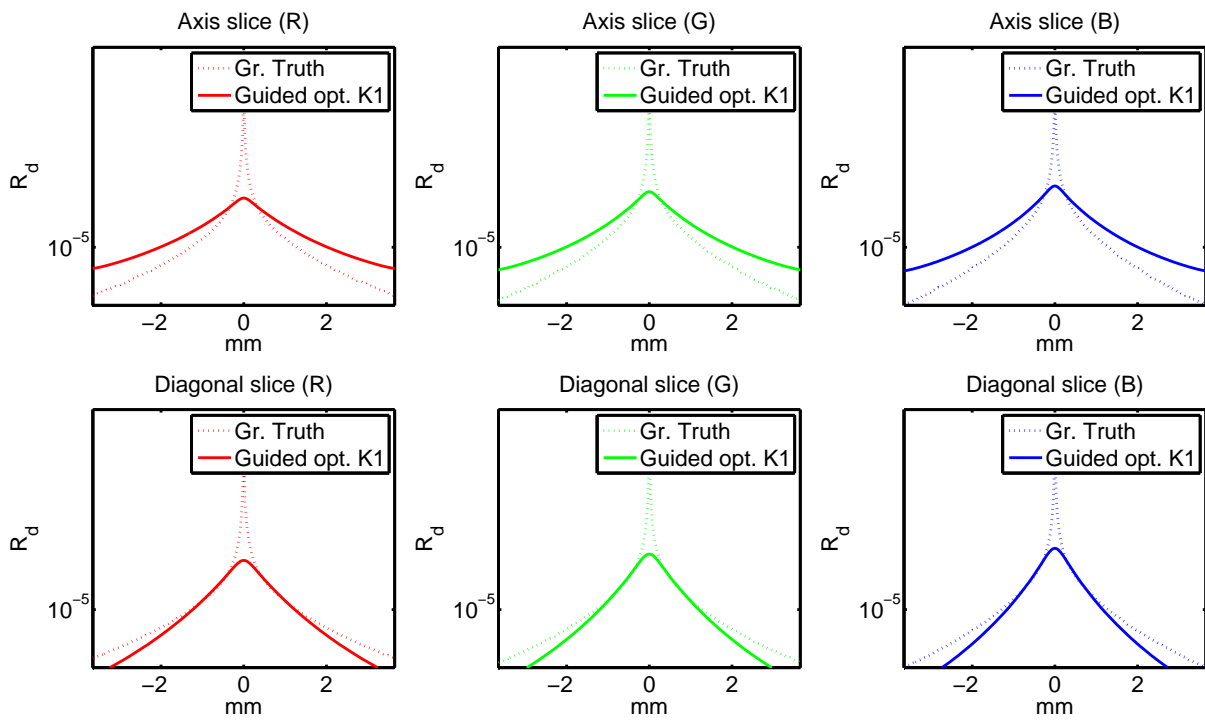 Axis slice (R)
Gr. Truth
Guided opt. K1
R_d
10^−5
−2 0 2
mm
Axis slice (G)
Gr. Truth
Guided opt. K1
R_d
10^−5
−2 0 2
mm
Axis slice (B)
Gr. Truth
Guided opt. K1
R_d
10^−5
−2 0 2
mm
Diagonal slice (R)
Gr. Truth
Guided opt. K1
R_d
10^−5
−2 0 2
mm
Diagonal slice (G)
Gr. Truth
Guided opt. K1
R_d
10^−5
−2 0 2
mm
Diagonal slice (B)
Gr. Truth
Guided opt. K1
R_d
10^−5
−2 0 2
mm